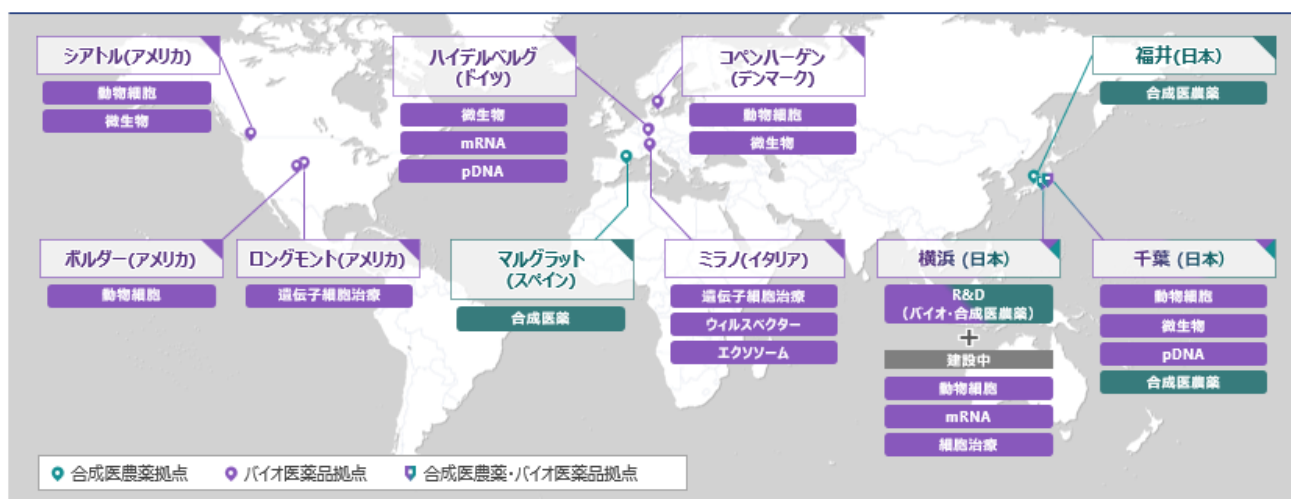 シアトル(アメリカ)
動物細胞
微生物
ハイデルベルグ
(ドイツ)
微生物
mRNA
pDNA
コペンハーゲン
(デンマーク)
動物細胞
微生物
福井(日本)
合成医農薬
ボルダー(アメリカ)
動物細胞
ロングモント(アメリカ)
遺伝子細胞治療
マルグラット
(スペイン)
合成医薬
ミラノ(イタリア)
遺伝子細胞治療
ウィルスベクター
エクソソーム
横浜 (日本)
R&D
(バイオ・合成医農薬)
+
建設中
動物細胞
mRNA
細胞治療
千葉 (日本)
動物細胞
微生物
pDNA
合成医農薬
合成医農薬拠点
バイオ医薬品拠点
合成医農薬・バイオ医薬品拠点